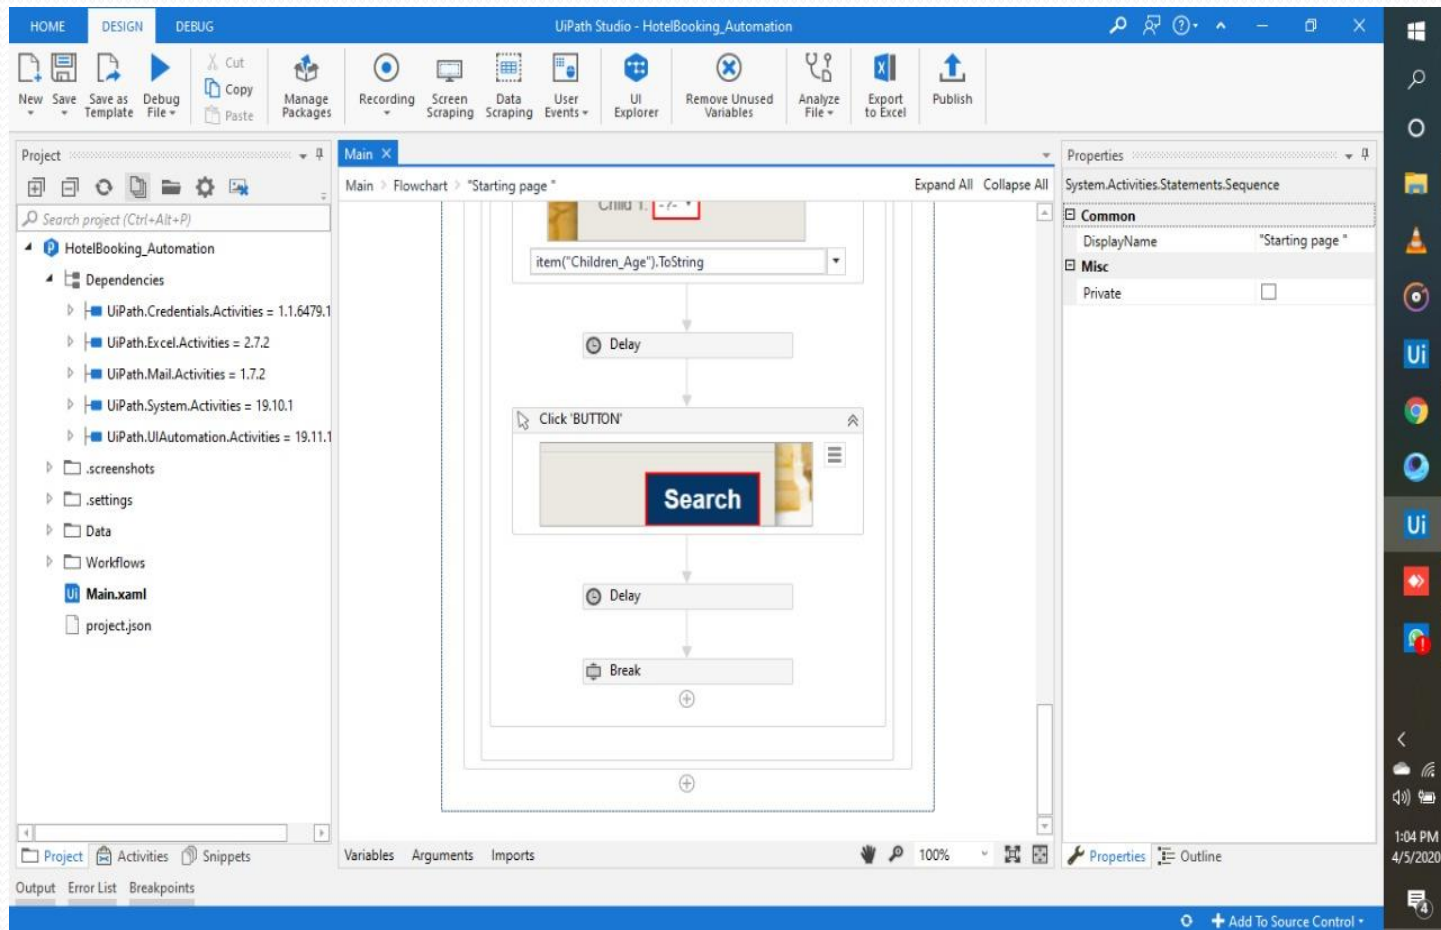 HOME DESIGN DEBUG UiPath Studio - HotelBooking_Automation
New Save Save as Template Debug File Cut Copy Paste Manage Packages Recording Screen Scraping Data Scraping User Events UI Explorer Remove Unused Variables Analyze File Export to Excel Publish
Project
Search project (Ctrl+Alt+P)
HotelBooking_Automation
Dependencies
UiPath.Credentials.Activities = 1.1.6479.1
UiPath.Excel.Activities = 2.7.2
UiPath.Mail.Activities = 1.7.2
UiPath.System.Activities = 19.10.1
UiPath.UIAutomation.Activities = 19.11.1
.screenshots
.settings
Data
Workflows
Main.xaml
project.json
Project Activities Snippets
Output Error List Breakpoints
Main
Main > Flowchart > "Starting page " Expand All Collapse All
Child 1: -?-
item("Children_Age").ToString
Delay
Click 'BUTTON'
Search
Delay
Break
Variables Arguments Imports 100%
Properties
System.Activities.Statements.Sequence
Common
DisplayName "Starting page "
Misc
Private
Properties Outline
Add To Source Control
Ui
Ui
1:04 PM
4/5/2020
4